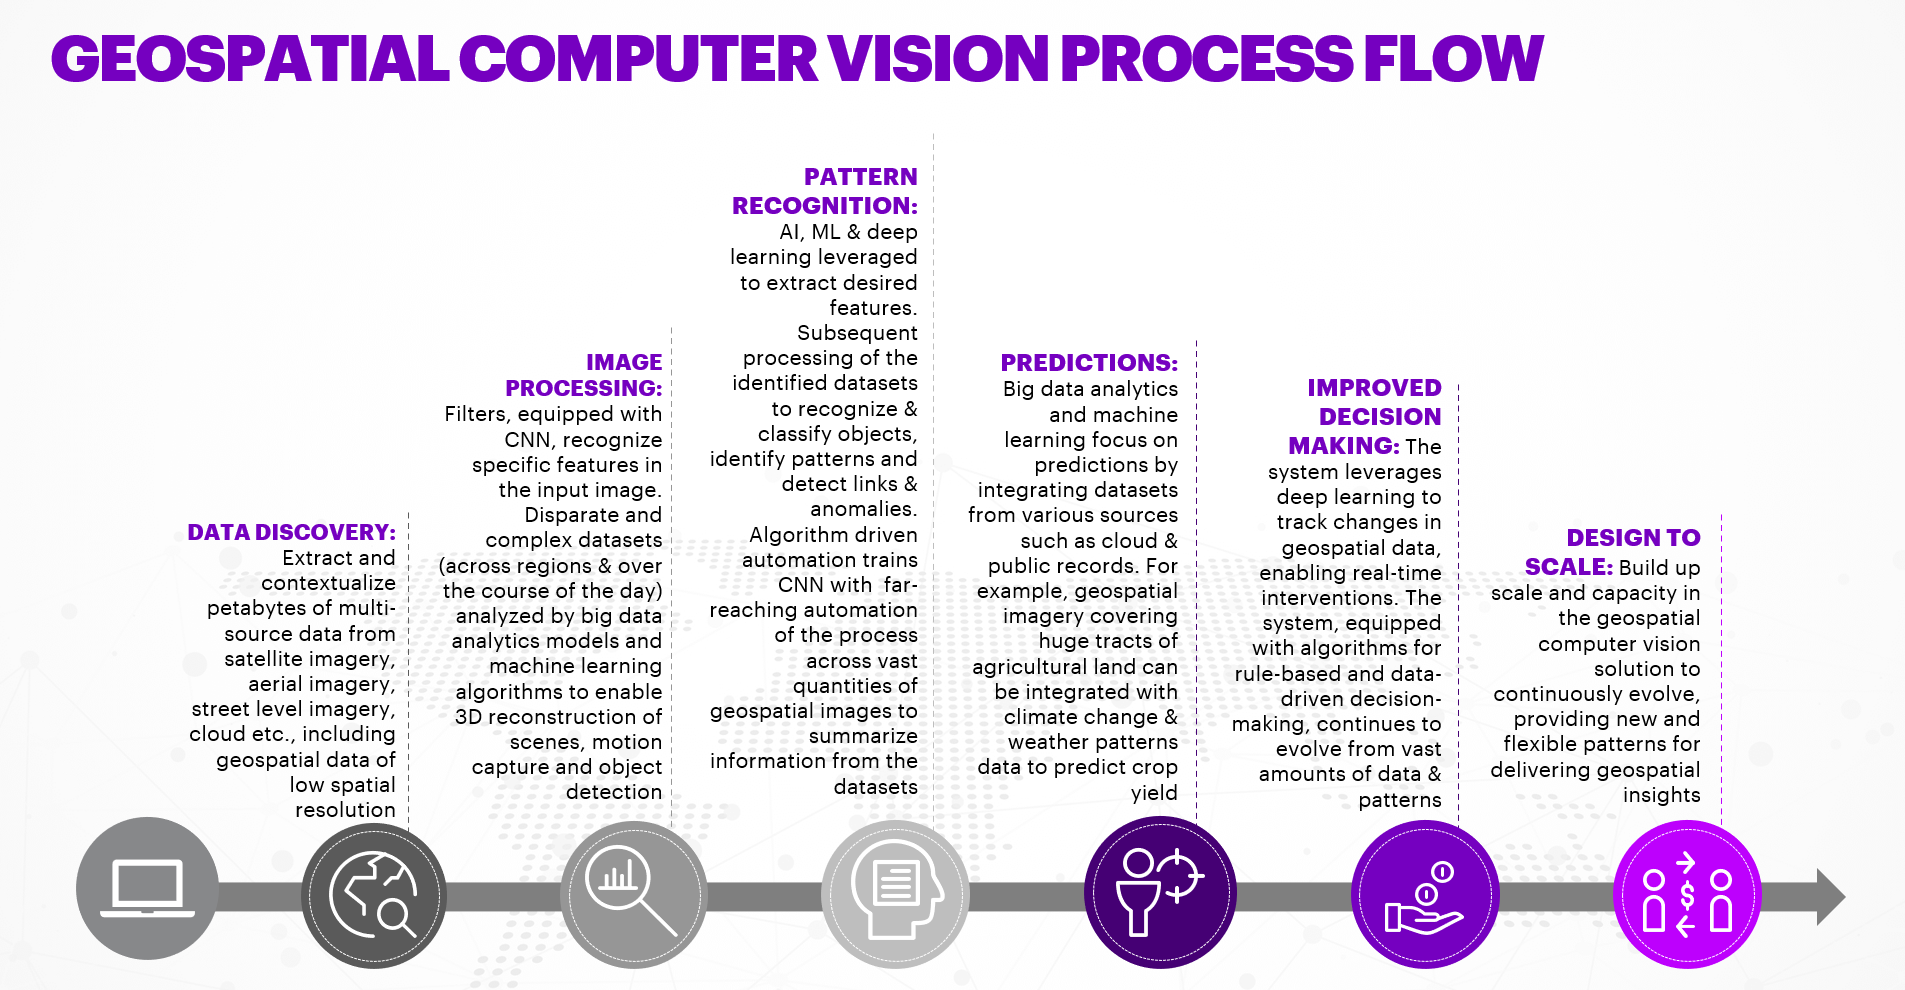 GEOSPATIAL COMPUTER VISION PROCESS FLOW
DATA DISCOVERY:
Extract and
contextualize
petabytes of multi-
source data from
satellite imagery,
aerial imagery,
street level imagery,
cloud etc., including
geospatial data of
low spatial
resolution
IMAGE
PROCESSING:
Filters, equipped with
CNN, recognize
specific features in
the input image.
Disparate and
complex datasets
(across regions & over
the course of the day)
analyzed by big data
analytics models and
machine learning
algorithms to enable
3D reconstruction of
scenes, motion
capture and object
detection
PATTERN
RECOGNITION:
AI, ML & deep
learning leveraged
to extract desired
features.
Subsequent
processing of the
identified datasets
to recognize &
classify objects,
identify patterns and
detect links &
anomalies.
Algorithm driven
automation trains
CNN with far-
reaching automation
of the process
across vast
quantities of
geospatial images to
summarize
information from the
datasets
PREDICTIONS:
Big data analytics
and machine
learning focus on
predictions by
integrating datasets
from various sources
such as cloud &
public records. For
example, geospatial
imagery covering
huge tracts of
agricultural land can
be integrated with
climate change &
weather patterns
data to predict crop
yield
IMPROVED
DECISION
MAKING: The
system leverages
deep learning to
track changes in
geospatial data,
enabling real-time
interventions. The
system, equipped
with algorithms for
rule-based and data-
driven decision-
making, continues to
evolve from vast
amounts of data &
patterns
DESIGN TO
SCALE: Build up
scale and capacity in
the geospatial
computer vision
solution to
continuously evolve,
providing new and
flexible patterns for
delivering geospatial
insights
$